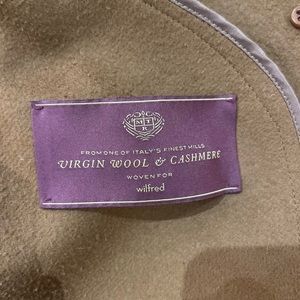 FROM ONE OF ITALY'S FINEST MILLS
VIRGIN WOOL & CASHMERE
WOVEN FOR
wilfred